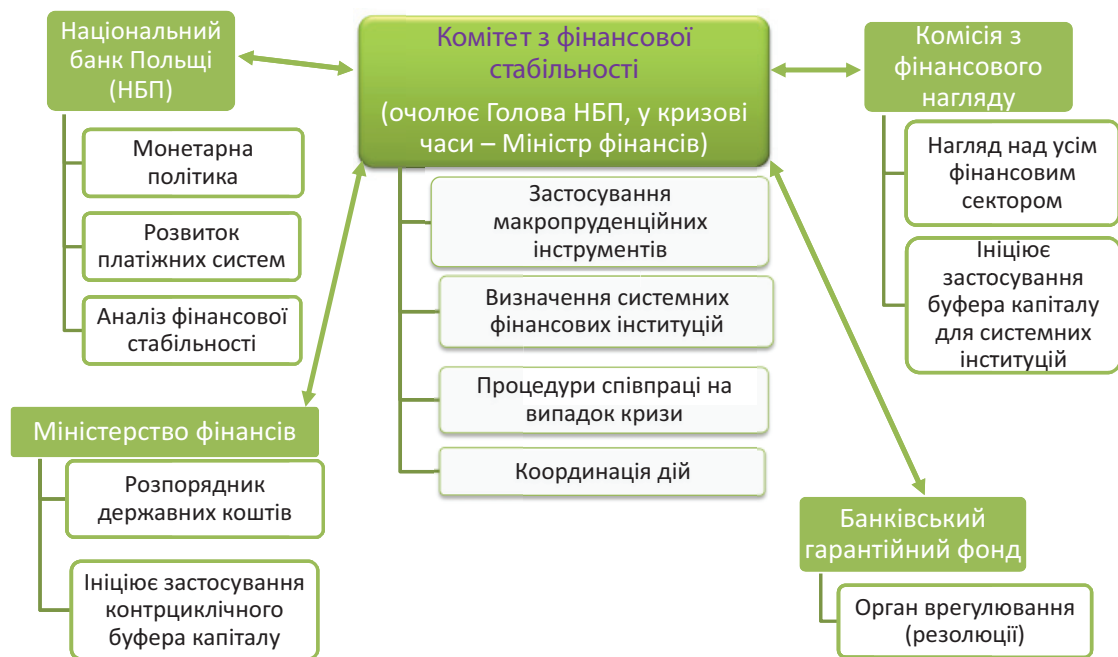 Національний
банк Польщі
(НБП)
Монетарна
політика
Розвиток
платіжних систем
Аналіз фінансової
стабільності
Комітет з фінансової
стабільності
(очолює Голова НБП, у кризові
часи – Міністр фінансів)
Застосування
макропруденційних
інструментів
Визначення системних
фінансових інституцій
Процедури співпраці на
випадок кризи
Координація дій
Комісія з
фінансового
нагляду
Нагляд над усім
фінансовим
сектором
Ініціює
застосування
буфера капіталу
для системних
інституцій
Міністерство фінансів
Розпорядник
державних коштів
Ініціює застосування
контрциклічного
буфера капіталу
Банківський
гарантійний фонд
Орган врегулювання
(резолюції)